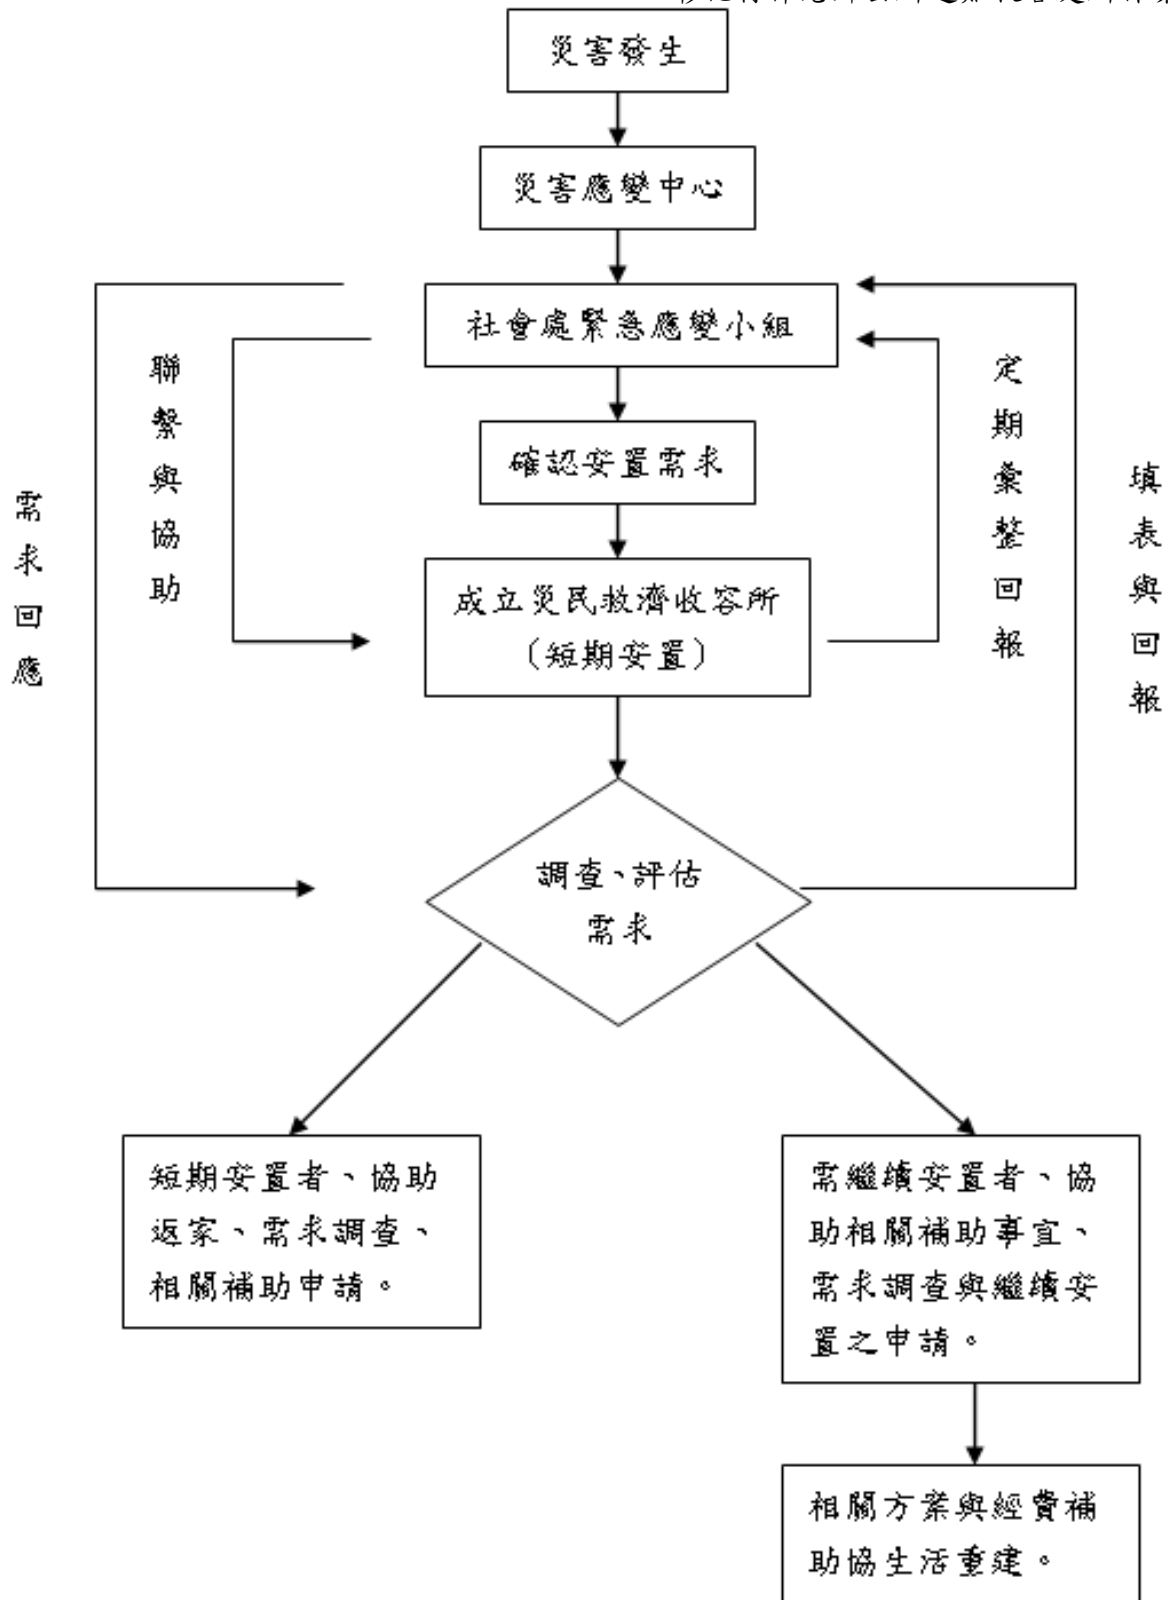 災害發生
災害應變中心
社會處緊急應變小組
確認安置需求
成立災民救濟收容所
（短期安置）
聯繫與協助
需求回應
定期彙整回報
填表與回報
調查、評估
需求
短期安置者、協助
返家、需求調查、
相關補助申請。
需繼續安置者、協
助相關補助事宜、
需求調查與繼續安
置之申請。
相關方案與經費補
助協生活重建。